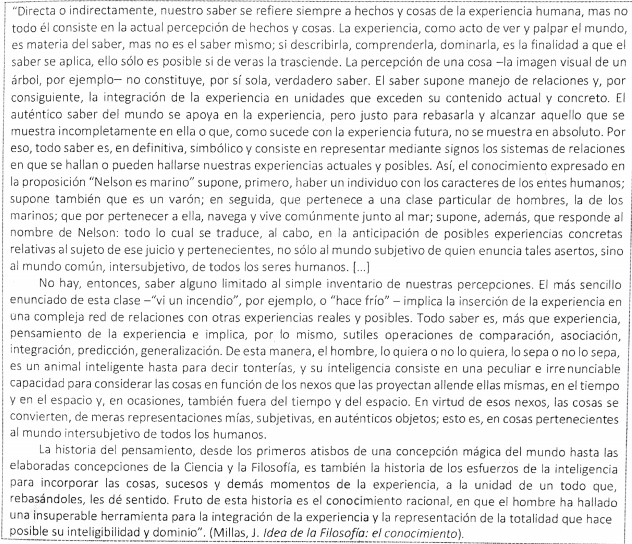 "Directa o indirectamente, nuestro saber se refiere siempre a hechos y cosas de la experiencia humana, mas no
todo él consiste en la actual percepción de hechos y cosas. La experiencia, como acto de ver y palpar el mundo,
es materia del saber, mas no es el saber mismo; si describirla, comprenderla, dominarla, es la finalidad a que el
saber se aplica, ello sólo es posible si de veras la trasciende. La percepción de una cosa –la imagen visual de un
árbol, por ejemplo– no constituye, por sí sola, verdadero saber. El saber supone manejo de relaciones y, por
consiguiente, la integración de la experiencia en unidades que exceden su contenido actual y concreto. El
auténtico saber del mundo se apoya en la experiencia, pero justo para rebasarla y alcanzar aquello que se
muestra incompletamente en ella o que, como sucede con la experiencia futura, no se muestra en absoluto. Por
eso, todo saber es, en definitiva, simbólico y consiste en representar mediante signos los sistemas de relaciones
en que se hallan o pueden hallarse nuestras experiencias actuales y posibles. Así, el conocimiento expresado en
la proposición "Nelson es marino" supone, primero, haber un individuo con los caracteres de los entes humanos;
supone también que es un varón; en seguida, que pertenece a una clase particular de hombres, la de los
marinos; que por pertenecer a ella, navega y vive comúnmente junto al mar; supone, además, que responde al
nombre de Nelson: todo lo cual se traduce, al cabo, en la anticipación de posibles experiencias concretas
relativas al sujeto de ese juicio y pertenecientes, no sólo al mundo subjetivo de quien enuncia tales asertos, sino
al mundo común, intersubjetivo, de todos los seres humanos. [...]
No hay, entonces, saber alguno limitado al simple inventario de nuestras percepciones. El más sencillo
enunciado de esta clase –"vi un incendio", por ejemplo, o "hace frío" – implica la inserción de la experiencia en
una compleja red de relaciones con otras experiencias reales y posibles. Todo saber es, más que experiencia,
pensamiento de la experiencia e implica, por lo mismo, sutiles operaciones de comparación, asociación,
integración, predicción, generalización. De esta manera, el hombre, lo quiera o no lo quiera, lo sepa o no lo sepa,
es un animal inteligente hasta para decir tonterías, y su inteligencia consiste en una peculiar e irrenunciable
capacidad para considerar las cosas en función de los nexos que las proyectan allende ellas mismas, en el tiempo
y en el espacio y, en ocasiones, también fuera del tiempo y del espacio. En virtud de esos nexos, las cosas se
convierten, de meras representaciones mías, subjetivas, en auténticos objetos; esto es, en cosas pertenecientes
al mundo intersubjetivo de todos los humanos.
La historia del pensamiento, desde los primeros atisbos de una concepción mágica del mundo hasta las
elaboradas concepciones de la Ciencia y la Filosofía, es también la historia de los esfuerzos de la inteligencia
para incorporar las cosas, sucesos y demás momentos de la experiencia, a la unidad de un todo que,
rebasándoles, les dé sentido. Fruto de esta historia es el conocimiento racional, en que el hombre ha hallado
una insuperable herramienta para la integración de la experiencia y la representación de la totalidad que hace
posible su inteligibilidad y dominio". (Millas, J. Idea de la Filosofía: el conocimiento).